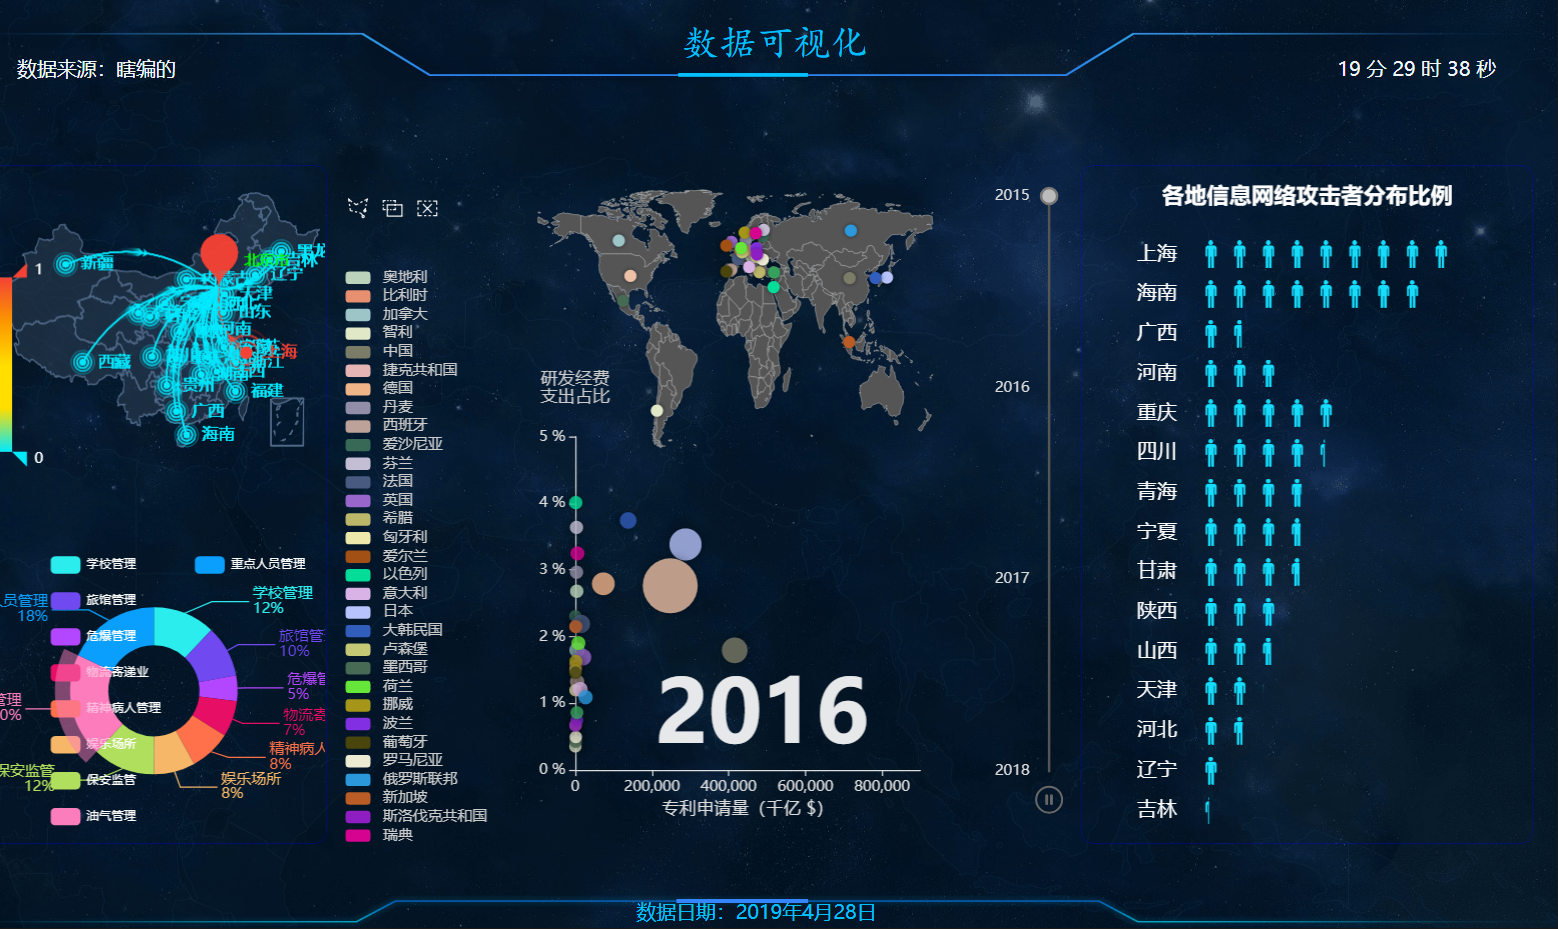 数据可视化
数据来源：瞎编的
19 分 29 时 38 秒
1
0
新疆
西藏
辽宁
天津
河南
贵州
福建
广西
海南
学校管理
重点人员管理
旅馆管理
危爆管理
物流寄递业
精神病人管理
娱乐场所
保安监管
油气管理
学校管理
12%
旅馆管
10%
危爆管
5%
物流寄
7%
精神病人
8%
娱乐场所
8%
保安监管
12%
管理
0%
人员管理
18%
奥地利
比利时
加拿大
智利
中国
捷克共和国
德国
丹麦
西班牙
爱沙尼亚
芬兰
法国
英国
希腊
匈牙利
爱尔兰
以色列
意大利
日本
大韩民国
卢森堡
墨西哥
荷兰
挪威
波兰
葡萄牙
罗马尼亚
俄罗斯联邦
新加坡
斯洛伐克共和国
瑞典
研发经费
支出占比
5 %
4 %
3 %
2 %
1 %
0 %
0
200,000
400,000
600,000
800,000
专利申请量（千亿 $）
2016
2015
2016
2017
2018
各地信息网络攻击者分布比例
上海
海南
广西
河南
重庆
四川
青海
宁夏
甘肃
陕西
山西
天津
河北
辽宁
吉林
数据日期：2019年4月28日